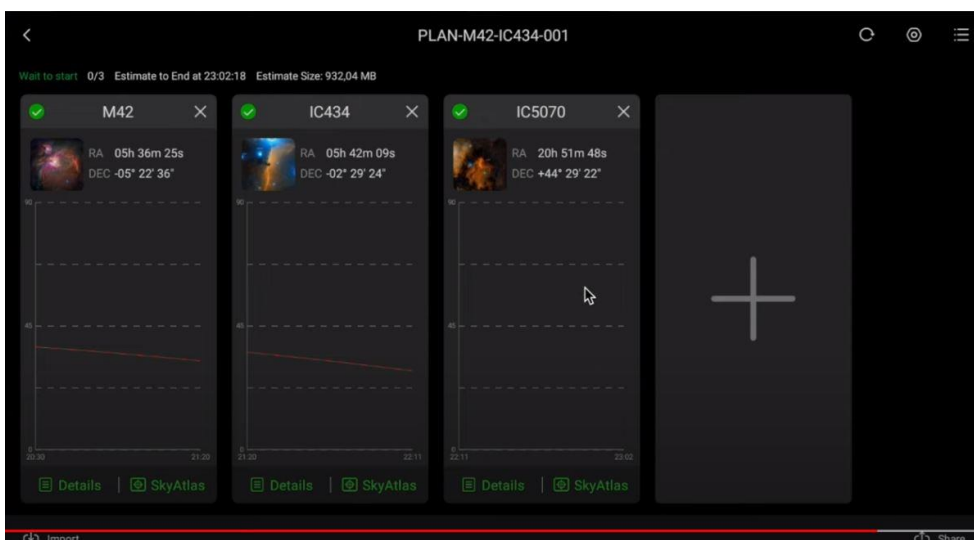 PLAN-M42-IC434-001
Wait to start 0/3 Estimate to End at 23:02:18 Estimate Size: 932,04 MB
M42
RA 05h 36m 25s
DEC -05° 22' 36"
90
45
0
20:30 21:20
Details | SkyAtlas
IC434
RA 05h 42m 09s
DEC -02° 29' 24"
90
45
0
21:20 22:11
Details | SkyAtlas
IC5070
RA 20h 51m 48s
DEC +44° 29' 22"
90
45
0
22:11 23:02
Details | SkyAtlas
Import
Share